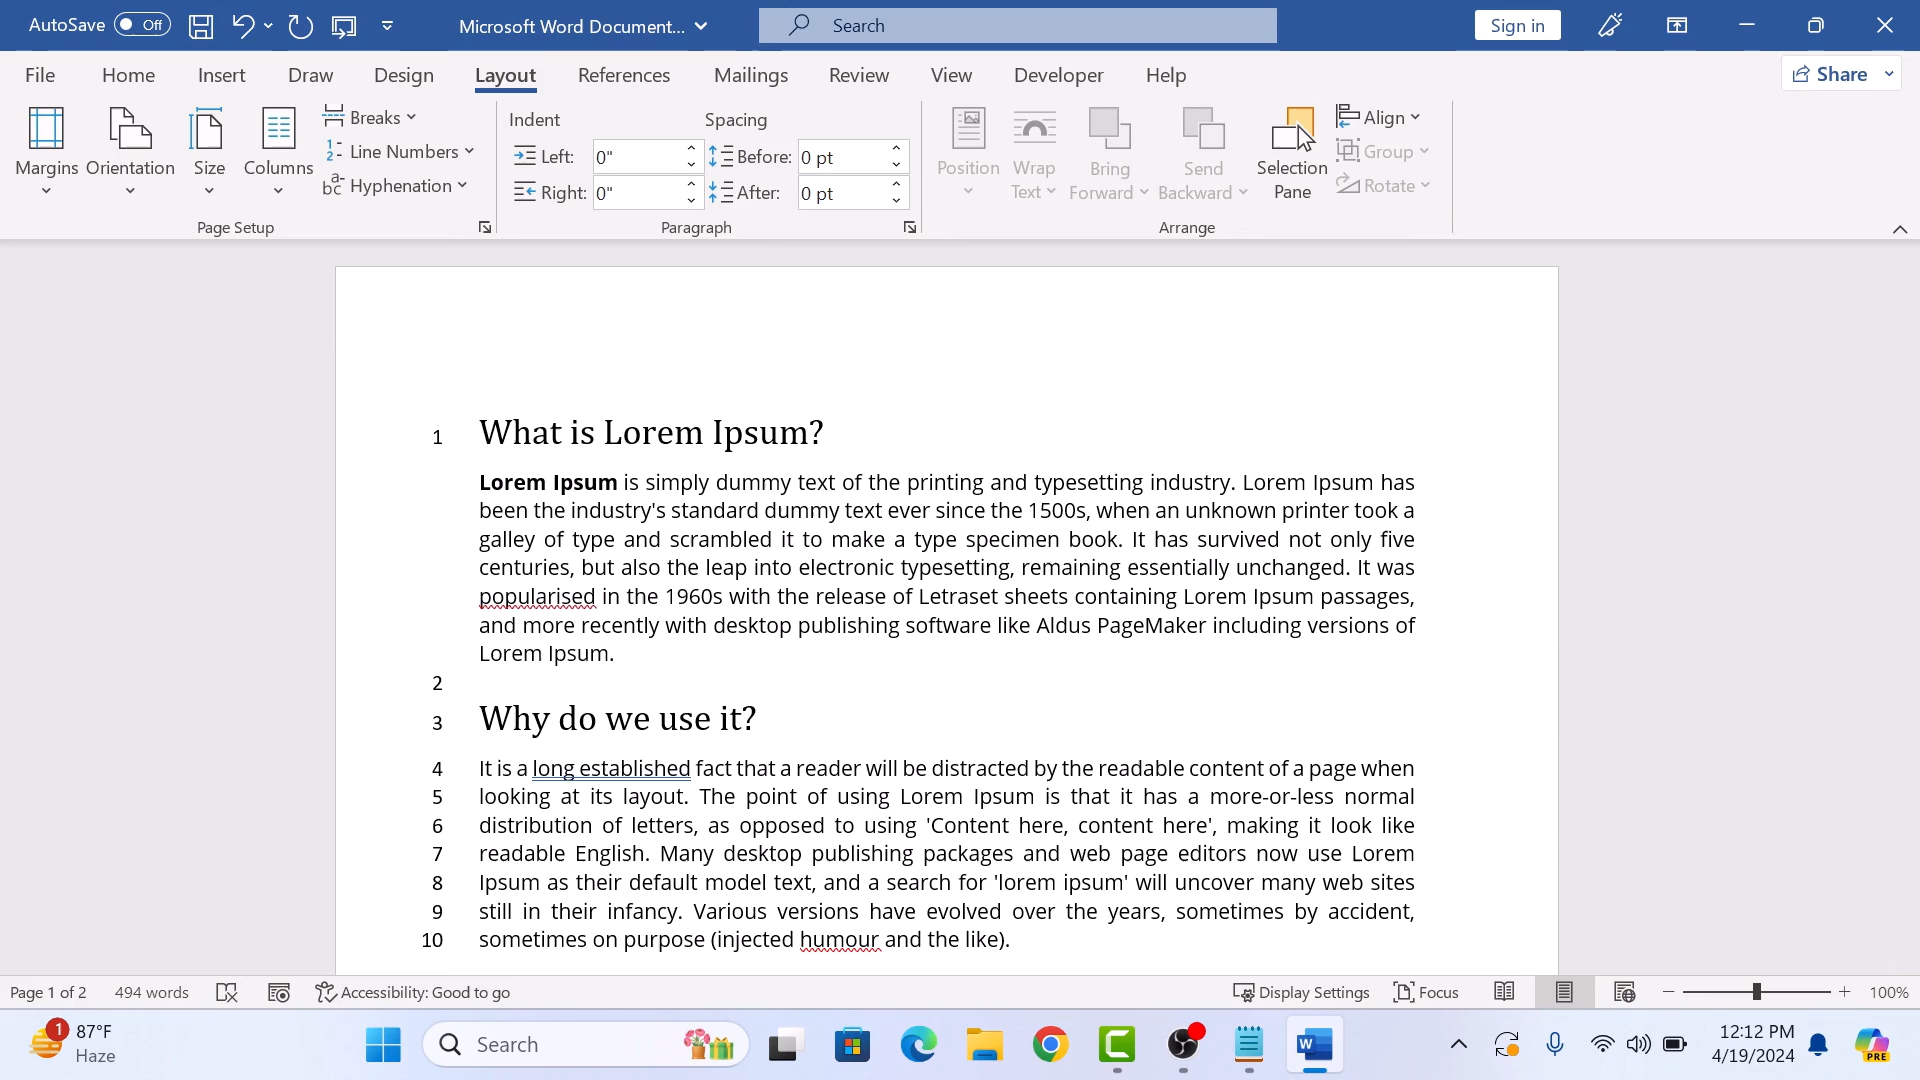 AutoSave Off
Microsoft Word Document...
Search
Sign in
File Home Insert Draw Design Layout References Mailings Review View Developer Help
Share
Margins
Orientation
Size
Columns
Breaks
Line Numbers
Hyphenation
Page Setup
Indent
Left: 0"
Right: 0"
Spacing
Before: 0 pt
After: 0 pt
Paragraph
Position
Wrap
Text
Bring
Forward
Send
Backward
Selection
Pane
Align
Group
Rotate
Arrange
1 What is Lorem Ipsum?
Lorem Ipsum is simply dummy text of the printing and typesetting industry. Lorem Ipsum has
been the industry's standard dummy text ever since the 1500s, when an unknown printer took a
galley of type and scrambled it to make a type specimen book. It has survived not only five
centuries, but also the leap into electronic typesetting, remaining essentially unchanged. It was
popularised in the 1960s with the release of Letraset sheets containing Lorem Ipsum passages,
and more recently with desktop publishing software like Aldus PageMaker including versions of
Lorem Ipsum.
2
3 Why do we use it?
4 It is a long established fact that a reader will be distracted by the readable content of a page when
5 looking at its layout. The point of using Lorem Ipsum is that it has a more-or-less normal
6 distribution of letters, as opposed to using 'Content here, content here', making it look like
7 readable English. Many desktop publishing packages and web page editors now use Lorem
8 Ipsum as their default model text, and a search for 'lorem ipsum' will uncover many web sites
9 still in their infancy. Various versions have evolved over the years, sometimes by accident,
10 sometimes on purpose (injected humour and the like).
Page 1 of 2 494 words Accessibility: Good to go Display Settings Focus 100%
1
87°F
Haze
Search
W
12:12 PM
4/19/2024
PRE